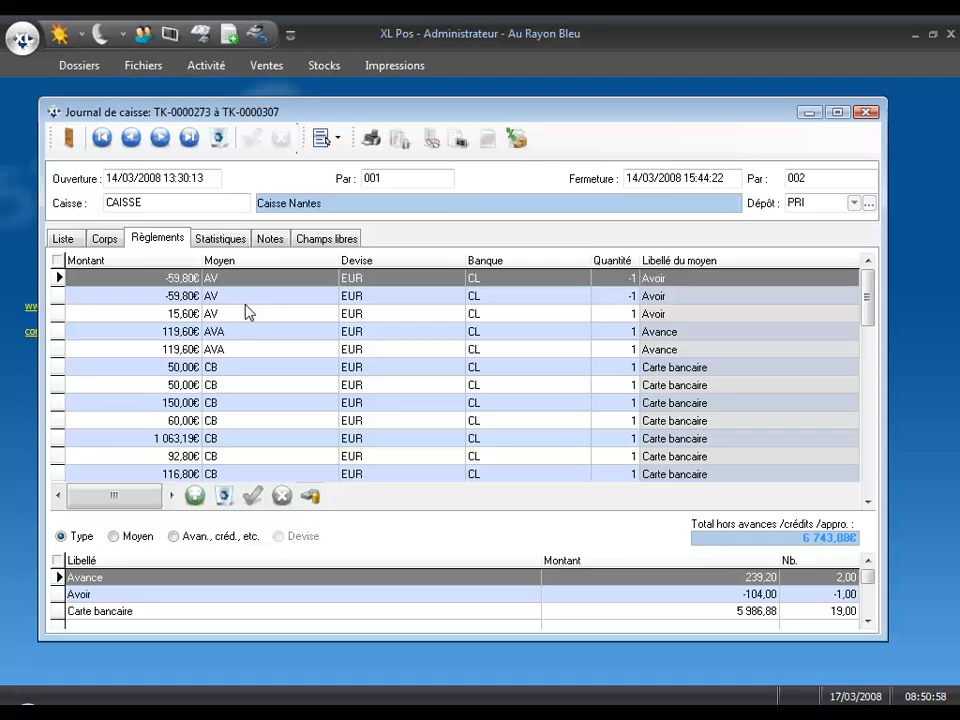 XL Pos - Administrateur - Au Rayon Bleu
Dossiers Fichiers Activité Ventes Stocks Impressions
Journal de caisse: TK-0000273 à TK-0000307
Ouverture : 14/03/2008 13:30:13 Par : 001 Fermeture : 14/03/2008 15:44:22 Par : 002
Caisse : CAISSE Caisse Nantes Dépôt : PRI ...
Liste Corps Règlements Statistiques Notes Champs libres
Montant Moyen Devise Banque Quantité Libellé du moyen
-59,80€ AV EUR CL -1 Avoir
-59,80€ AV EUR CL -1 Avoir
15,60€ AV EUR CL 1 Avoir
119,60€ AVA EUR CL 1 Avance
119,60€ AVA EUR CL 1 Avance
50,00€ CB EUR CL 1 Carte bancaire
50,00€ CB EUR CL 1 Carte bancaire
150,00€ CB EUR CL 1 Carte bancaire
60,00€ CB EUR CL 1 Carte bancaire
1 063,19€ CB EUR CL 1 Carte bancaire
92,80€ CB EUR CL 1 Carte bancaire
116,80€ CB EUR CL 1 Carte bancaire
Total hors avances /crédits /appro. :
Type Moyen Avan., créd., etc. Devise
6 743,88€
Libellé Montant Nb.
Avance 239,20 2,00
Avoir -104,00 -1,00
Carte bancaire 5 986,88 19,00
17/03/2008 08:50:58